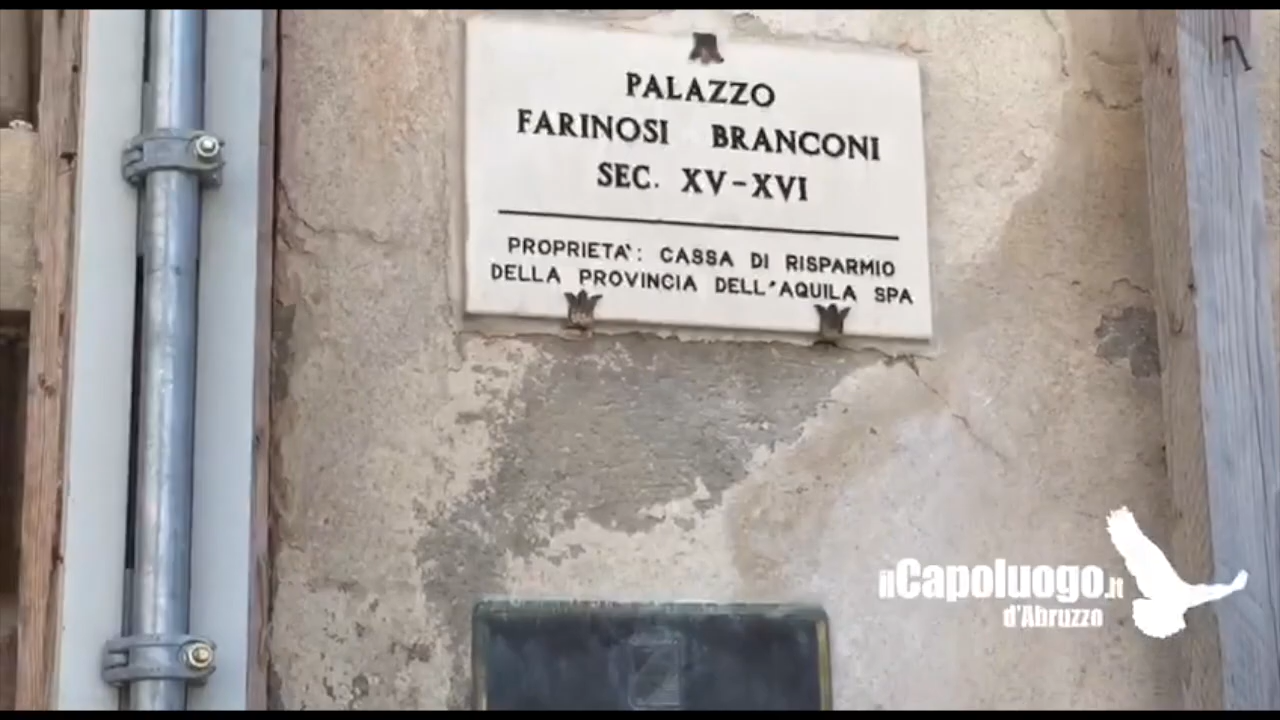 PALAZZO
FARINOSI BRANCONI
SEC. XV-XVI
PROPRIETA': CASSA DI RISPARMIO
DELLA PROVINCIA DELL'AQUILA SPA
ilCapoluogo.it
d'Abruzzo